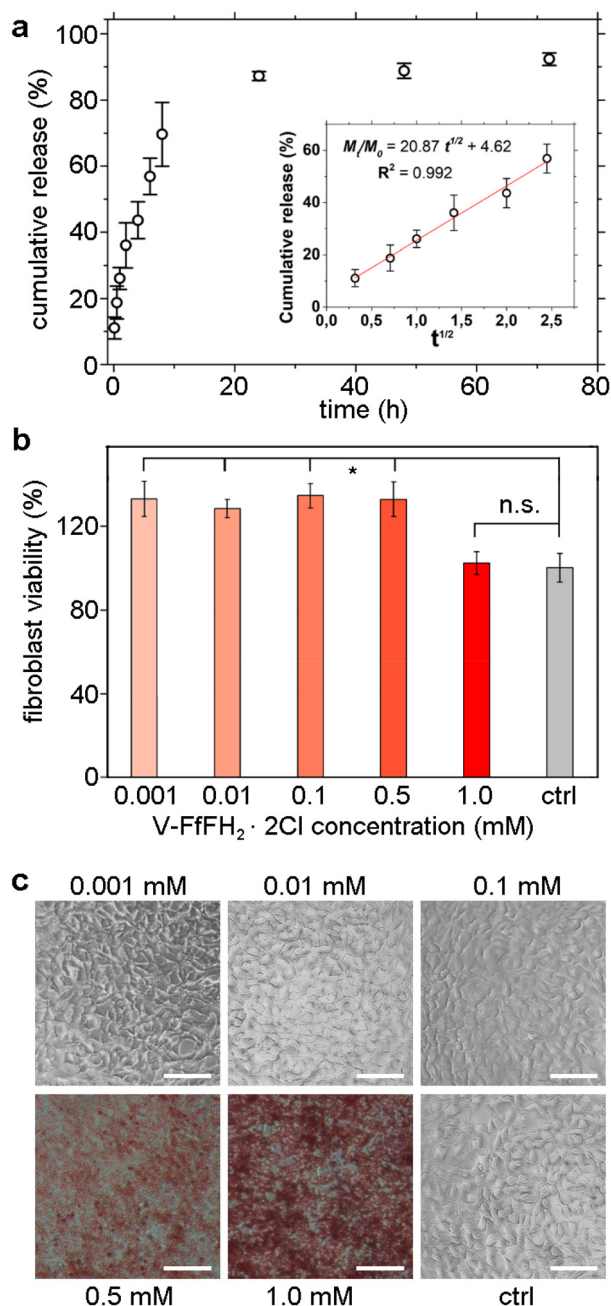 a
100
80
60
40
20
0
cumulative release (%)
0 20 40 60 80
time (h)
M_t/M_0 = 20.87 t^{1/2} + 4.62
R² = 0.992
60
40
20
0
Cumulative release (%)
0,0 0,5 1,0 1,5 2,0 2,5
t^{1/2}
b
*
n.s.
120
80
40
0
fibroblast viability (%)
0.001 0.01 0.1 0.5 1.0 ctrl
V-FfFH₂ · 2Cl concentration (mM)
c
0.001 mM 0.01 mM 0.1 mM
0.5 mM 1.0 mM ctrl